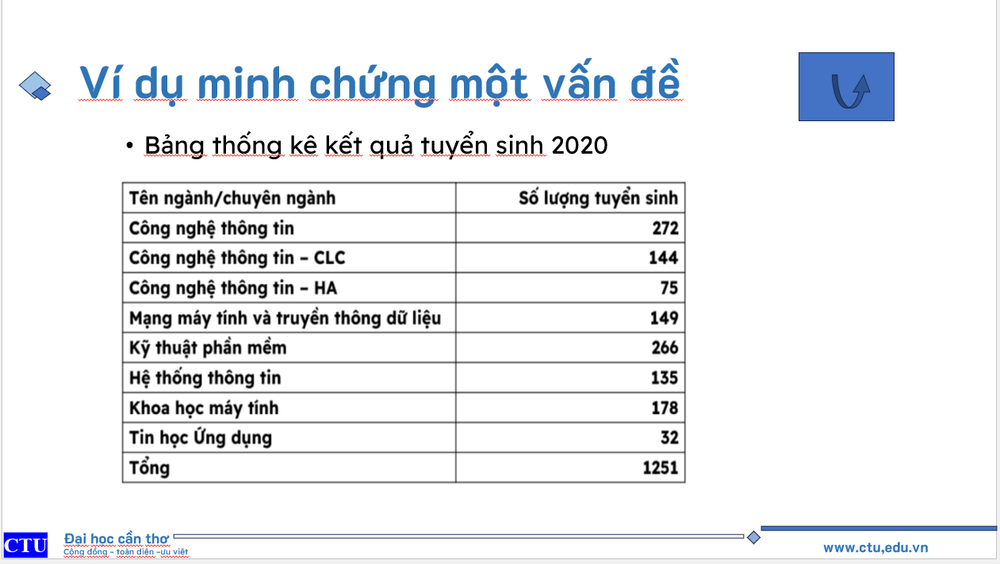 Ví dụ minh chứng một vấn đề
• Bảng thống kê kết quả tuyển sinh 2020
Tên ngành/chuyên ngành Số lượng tuyển sinh
Công nghệ thông tin 272
Công nghệ thông tin – CLC 144
Công nghệ thông tin – HA 75
Mạng máy tính và truyền thông dữ liệu 149
Kỹ thuật phần mềm 266
Hệ thống thông tin 135
Khoa học máy tính 178
Tin học Ứng dụng 32
Tổng 1251
CTU
Đại học cần thơ
Cộng đồng – toàn diện –ưu việt
www.ctu,edu.vn